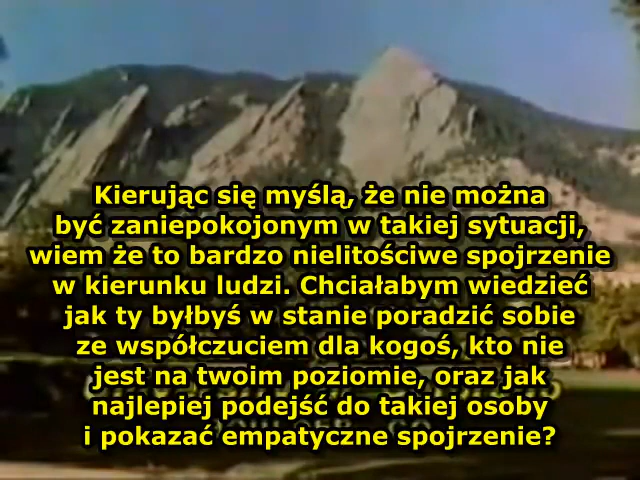 Kierując się myślą, że nie można
być zaniepokojonym w takiej sytuacji,
wiem że to bardzo nielitościwe spojrzenie
w kierunku ludzi. Chciałabym wiedzieć
jak ty byłbyś w stanie poradzić sobie
ze współczuciem dla kogoś, kto nie
jest na twoim poziomie, oraz jak
najlepiej podejść do takiej osoby
i pokazać empatyczne spojrzenie?